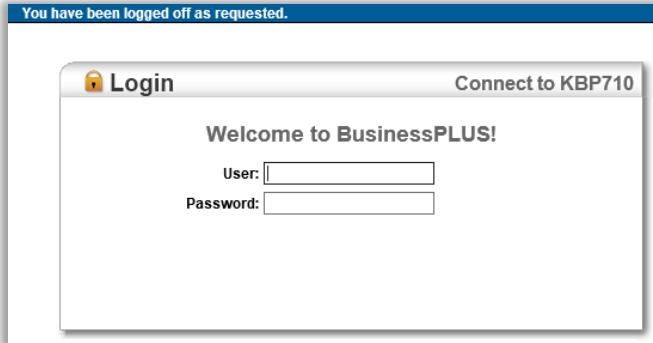 You have been logged off as requested.
Login
Connect to KBP710
Welcome to BusinessPLUS!
User:
Password: